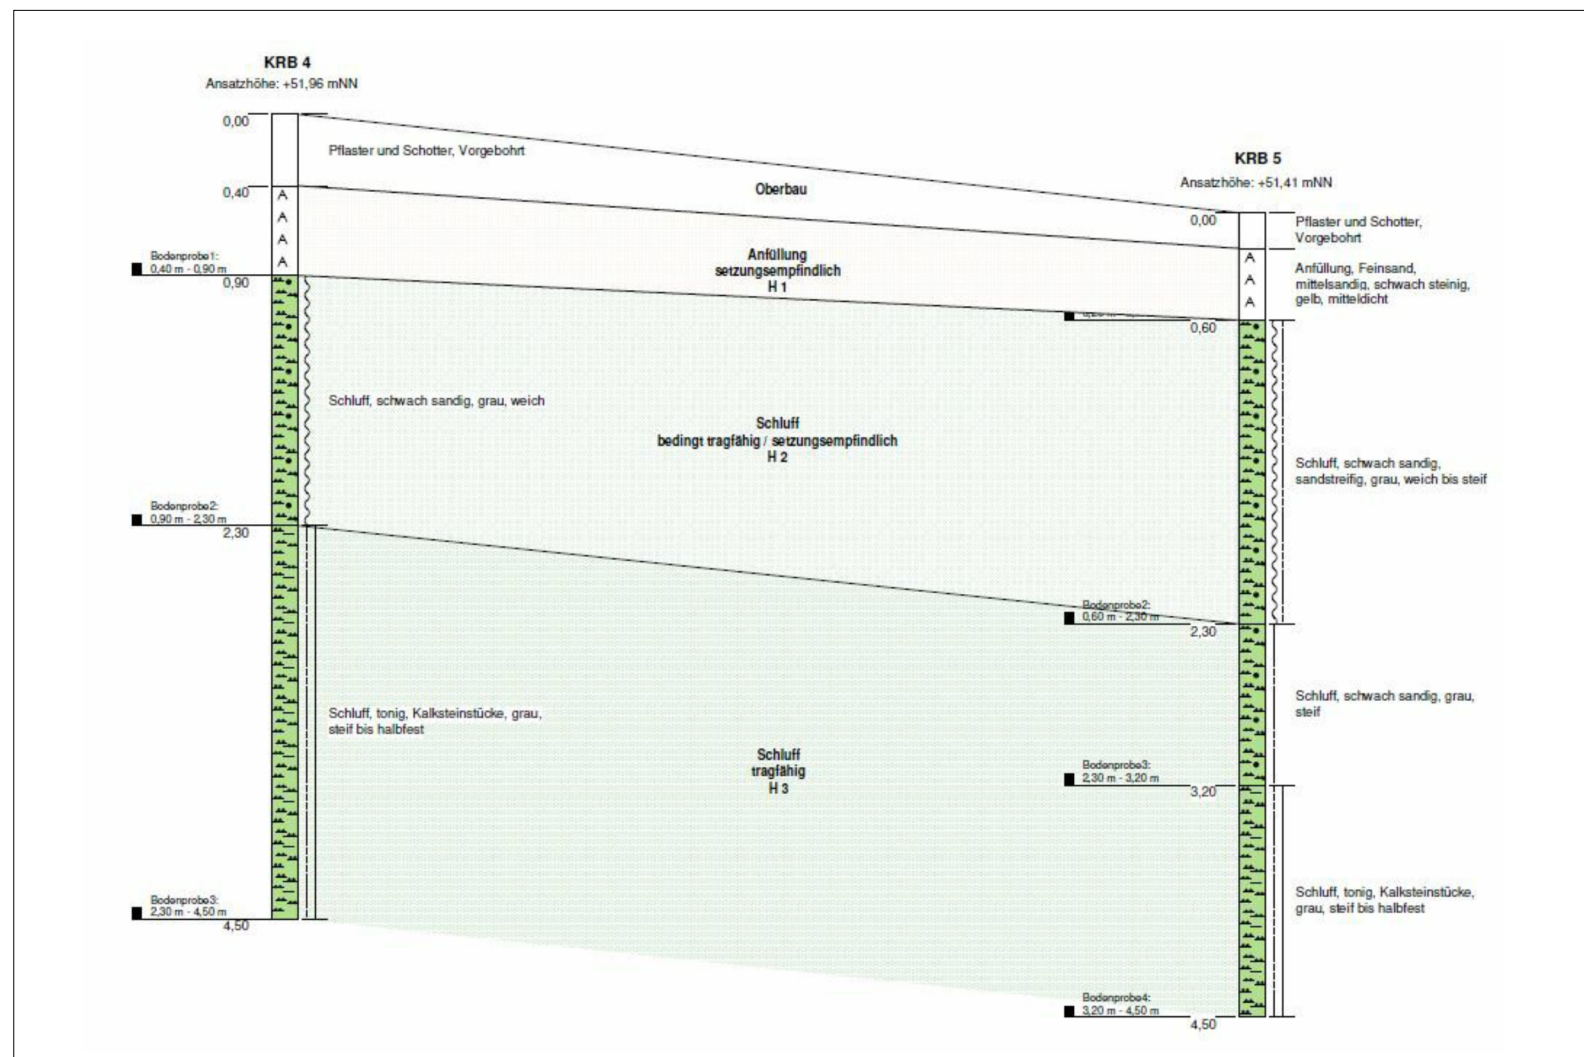 KRB 4
Ansatzhöhe: +51,96 mNN
0,00
Pflaster und Schotter, Vorgebohrt
0,40
A
A
A
A
Bodenprobe1:
0,40 m - 0,90 m
0,90
Schluff, schwach sandig, grau, weich
Bodenprobe2:
0,90 m - 2,30 m
2,30
Schluff, tonig, Kalksteinstücke, grau,
steif bis halbfest
Bodenprobe3:
2,30 m - 4,50 m
4,50
Oberbau
Anfüllung
setzungsempfindlich
H 1
Schluff
bedingt tragfähig / setzungsempfindlich
H 2
Schluff
tragfähig
H 3
KRB 5
Ansatzhöhe: +51,41 mNN
0,00
Pflaster und Schotter,
Vorgebohrt
A
A
A
Anfüllung, Feinsand,
mittelsandig, schwach steinig,
gelb, mitteldicht
0,60
Schluff, schwach sandig,
sandstreifig, grau, weich bis steif
Bodenprobe2:
0,60 m - 2,30 m
2,30
Schluff, schwach sandig, grau,
steif
Bodenprobe3:
2,30 m - 3,20 m
3,20
Schluff, tonig, Kalksteinstücke,
grau, steif bis halbfest
Bodenprobe4:
3,20 m - 4,50 m
4,50